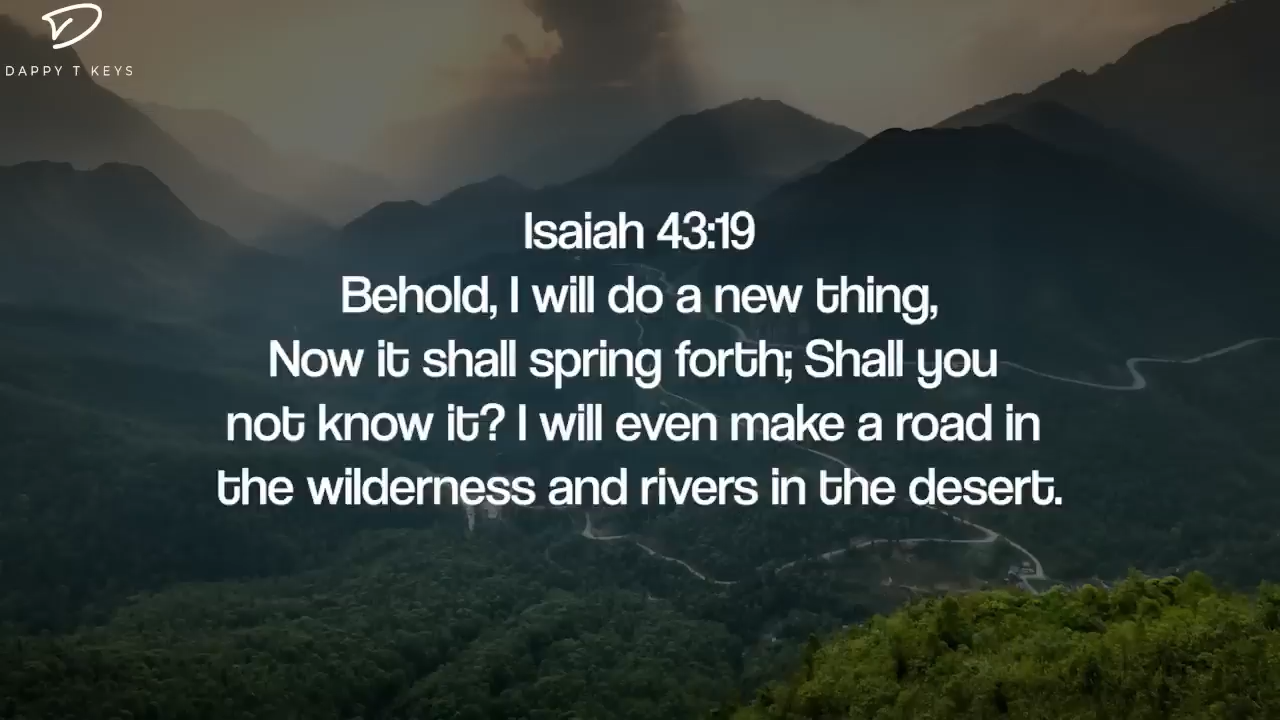 DAPPY T KEYS
Isaiah 43:19
Behold, I will do a new thing,
Now it shall spring forth; Shall you
not know it? I will even make a road in
the wilderness and rivers in the desert.